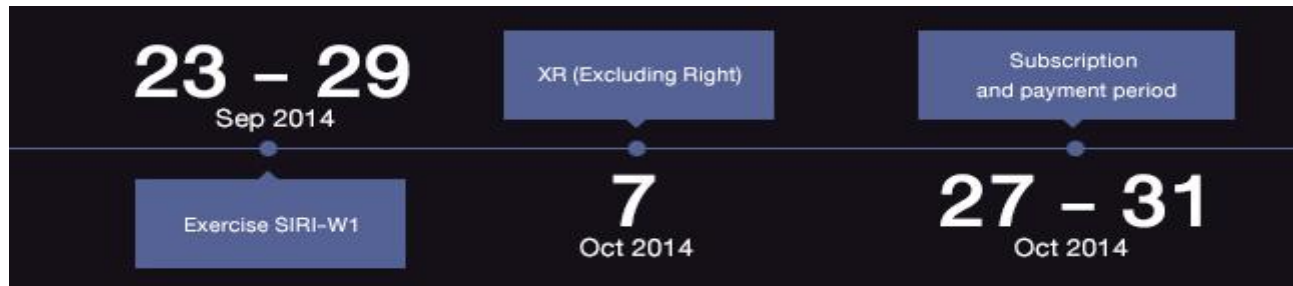 23 – 29
Sep 2014
Exercise SIRI-W1
XR (Excluding Right)
7
Oct 2014
Subscription
and payment period
27 – 31
Oct 2014